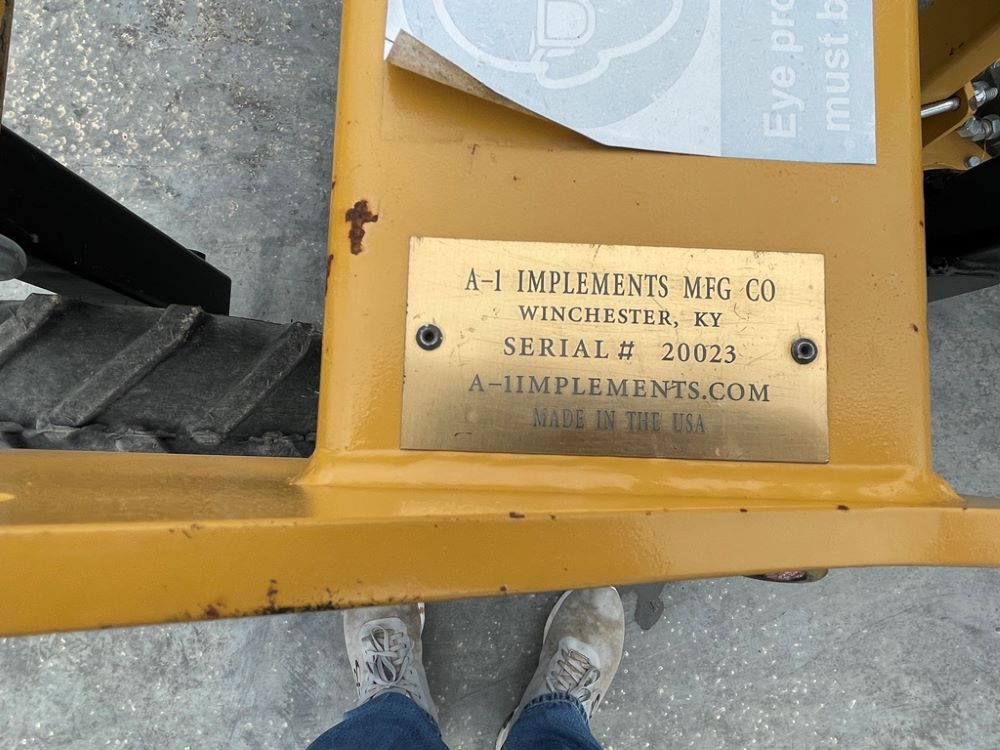 Eye pro
must b
A-1 IMPLEMENTS MFG CO
WINCHESTER, KY
SERIAL # 20023
A-1IMPLEMENTS.COM
MADE IN THE USA